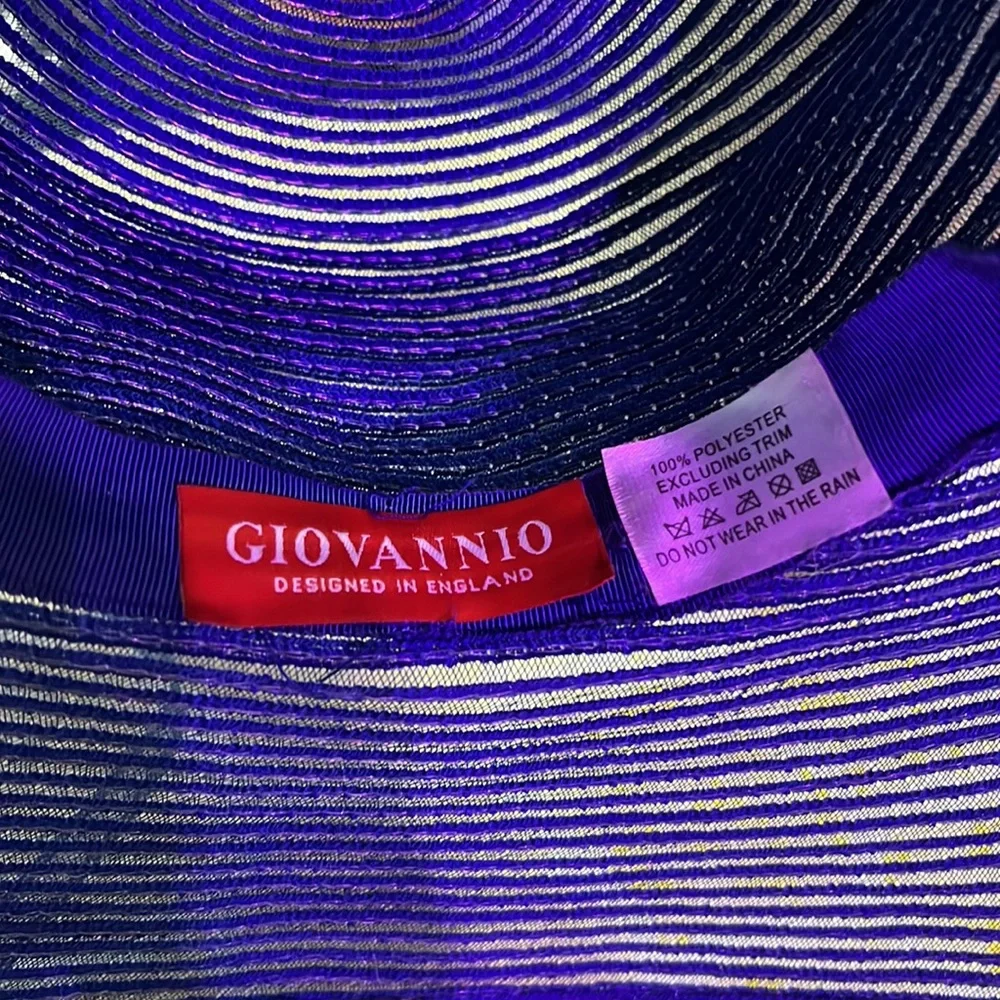 GIOVANNIO
DESIGNED IN ENGLAND
100% POLYESTER
EXCLUDING TRIM
MADE IN CHINA
DO NOT WEAR IN THE RAIN